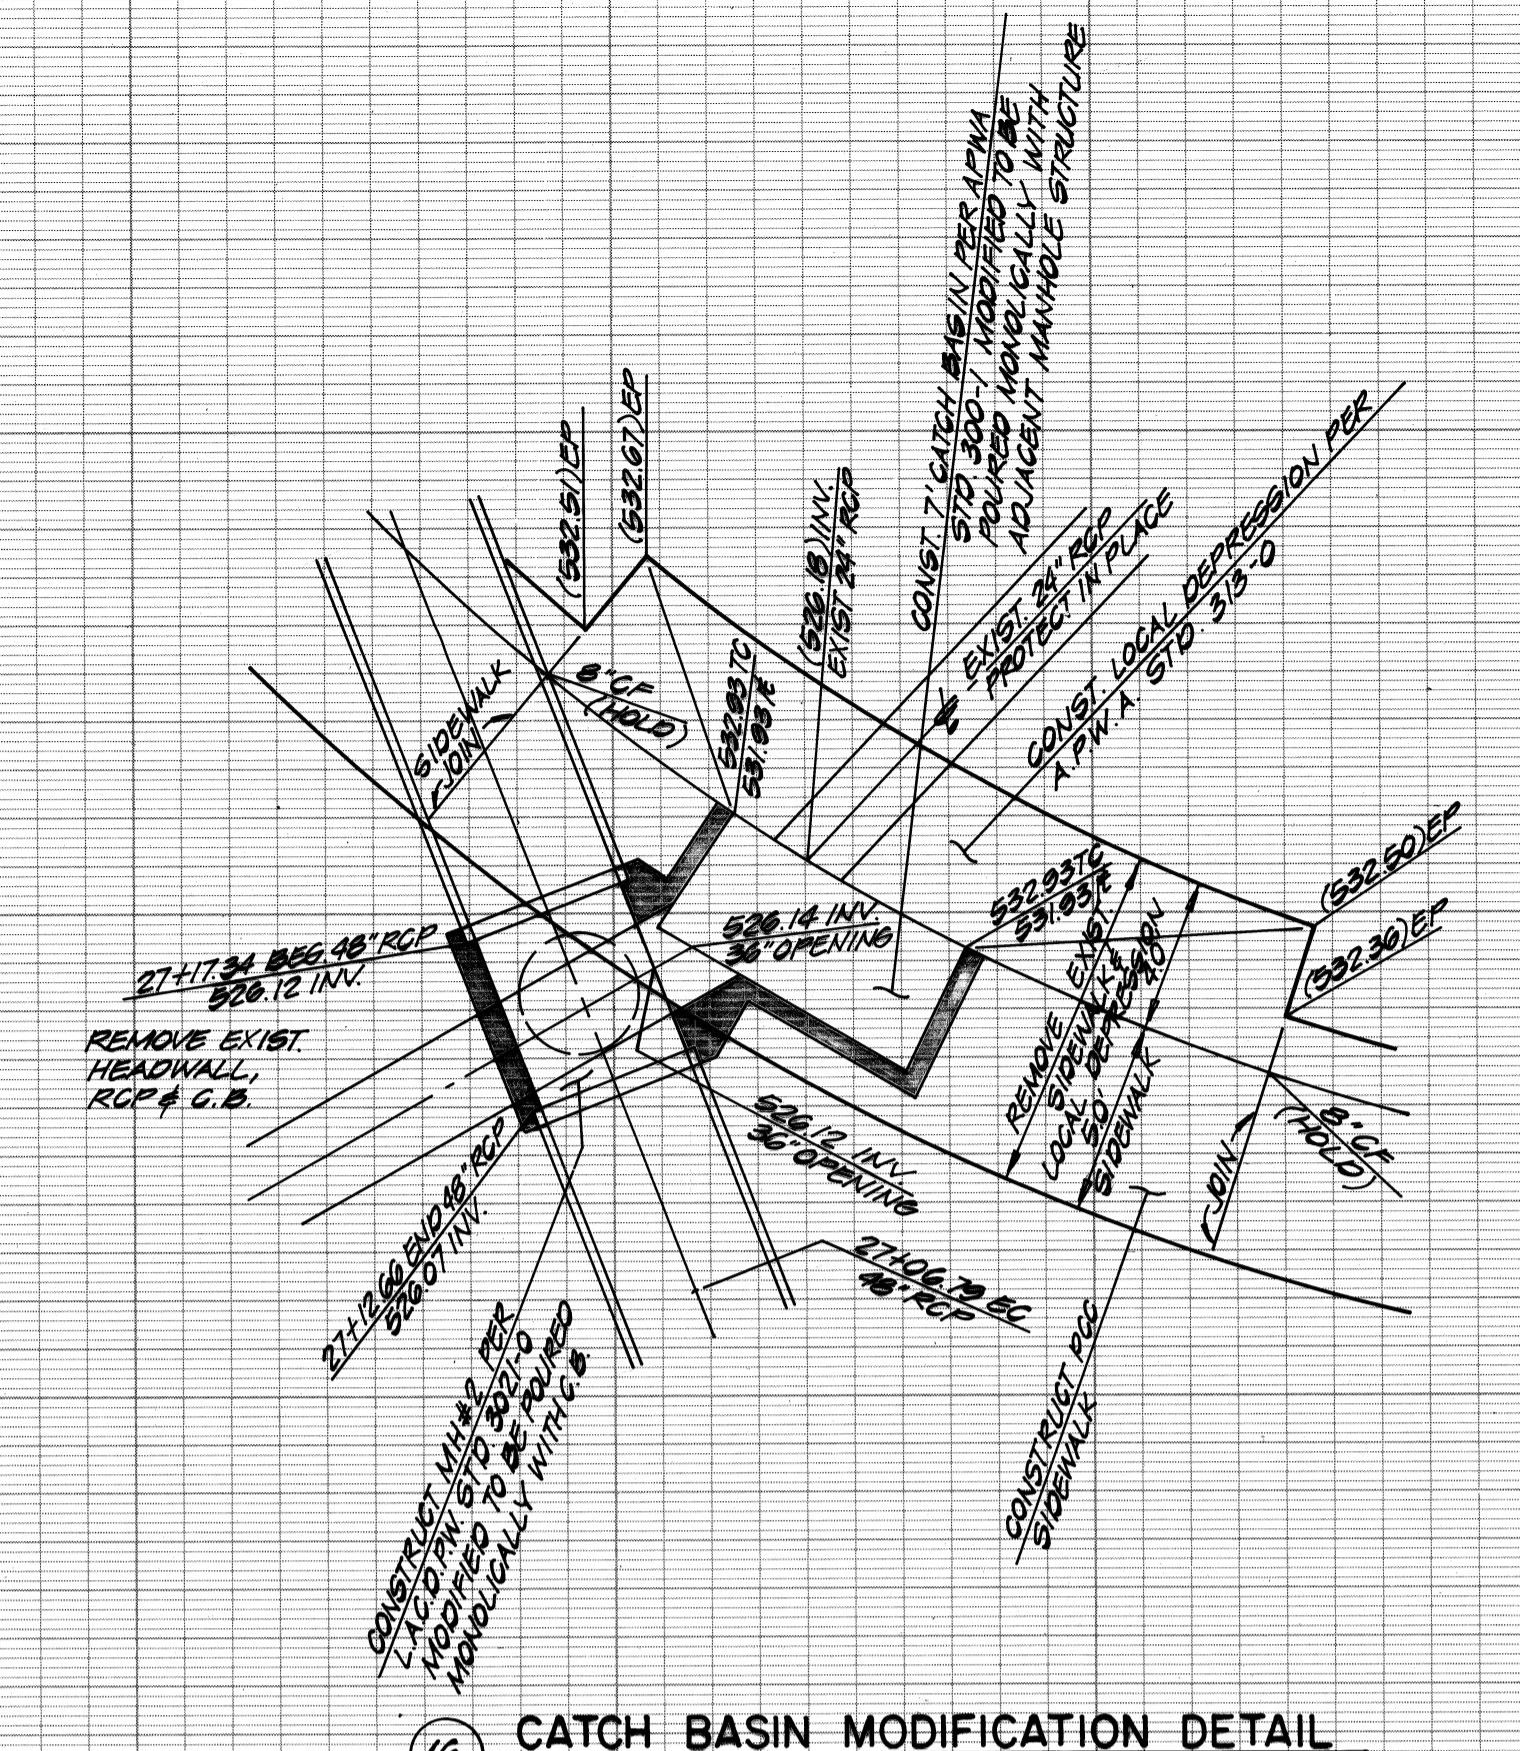 CONST. 7' CATCH BASIN PER APWA
STD. 300-1 MODIFIED TO BE
POURED MONOLICALLY WITH
ADJACENT MANHOLE STRUCTURE
(532.51)EP
(532.67)EP
(526.18)INV.
EXIST 24" RCP
EXIST. 24" RCP
PROTECT IN PLACE
CONST. LOCAL DEPRESSION PER
A.P.W.A. STD. 313-0
SIDEWALK
JOIN
8" CF
(HOLD)
532.93 TC
531.93 FL
532.93 TC
531.93 FL
(532.50)EP
(532.36)EP
526.14 INV.
36" OPENING
27+17.34 BEG. 48" RCP
526.12 INV.
REMOVE EXIST.
HEADWALL,
RCP & C.B.
REMOVE EXIST.
SIDEWALK &
LOCAL DEPRESSION
4.0'
5.0'
SIDEWALK
8" CF
(HOLD)
JOIN
526.12 INV.
36" OPENING
27+12.66 END 48" RCP
526.07 INV.
27+06.79 EC
48" RCP
CONSTRUCT MH#2 PER
L.A.C.D.P.W. STD. 3021-0
MODIFIED TO BE POURED
MONOLICALLY WITH C.B.
CONSTRUCT PCC
SIDEWALK
CATCH BASIN MODIFICATION DETAIL